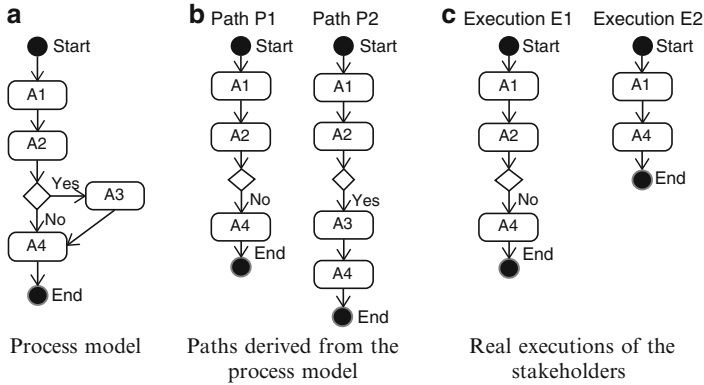 a
Start
A1
A2
Yes
A3
No
A4
End
Process model
b Path P1 Path P2
Start
A1
A2
No
A4
End
Start
A1
A2
Yes
A3
A4
End
Paths derived from the
process model
c Execution E1 Execution E2
Start
A1
A2
No
A4
End
Start
A1
A4
End
Real executions of the
stakeholders